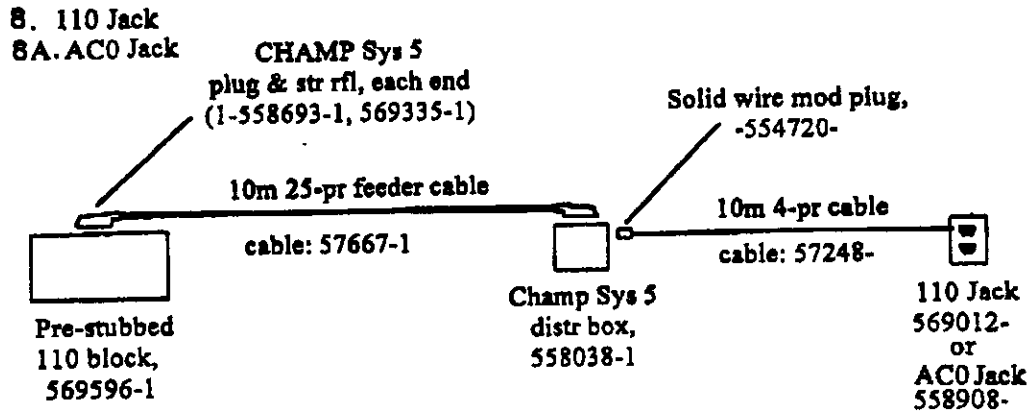 8. 110 Jack
8A. AC0 Jack
CHAMP Sys 5
plug & str rfl, each end
(1-558693-1, 569335-1)
Solid wire mod plug,
-554720-
10m 25-pr feeder cable
cable: 57667-1
10m 4-pr cable
cable: 57248-
Pre-stubbed
110 block,
569596-1
Champ Sys 5
distr box,
558038-1
110 Jack
569012-
or
AC0 Jack
558908-